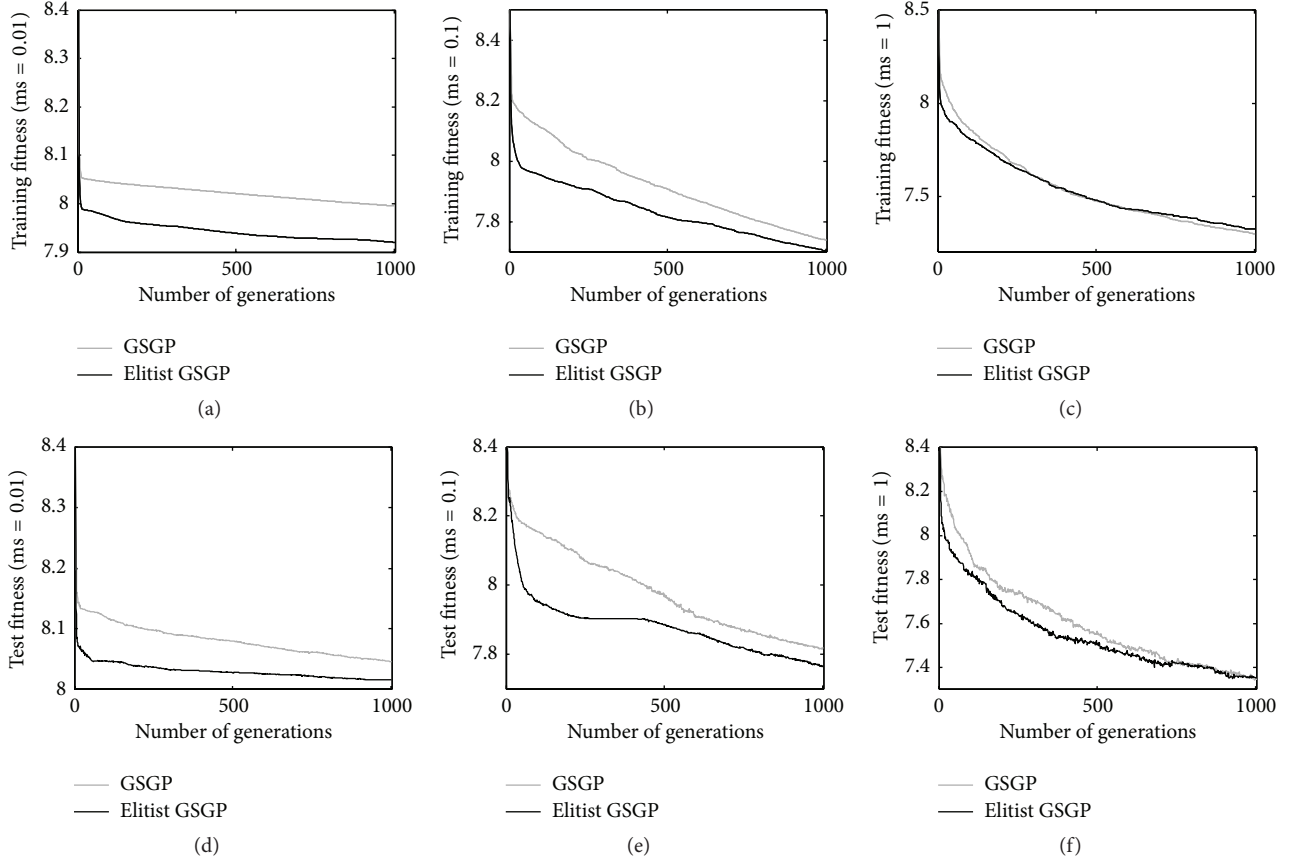 Training fitness (ms = 0.01)
8.4
8.3
8.2
8.1
8
7.9
0
500
1000
Number of generations
GSGP
Elitist GSGP
(a)
Training fitness (ms = 0.1)
8.4
8.2
8
7.8
0
500
1000
Number of generations
GSGP
Elitist GSGP
(b)
Training fitness (ms = 1)
8.5
8
7.5
0
500
1000
Number of generations
GSGP
Elitist GSGP
(c)
Test fitness (ms = 0.01)
8.4
8.3
8.2
8.1
8
0
500
1000
Number of generations
GSGP
Elitist GSGP
(d)
Test fitness (ms = 0.1)
8.4
8.2
8
7.8
0
500
1000
Number of generations
GSGP
Elitist GSGP
(e)
Test fitness (ms = 1)
8.4
8.2
8
7.8
7.6
7.4
0
500
1000
Number of generations
GSGP
Elitist GSGP
(f)